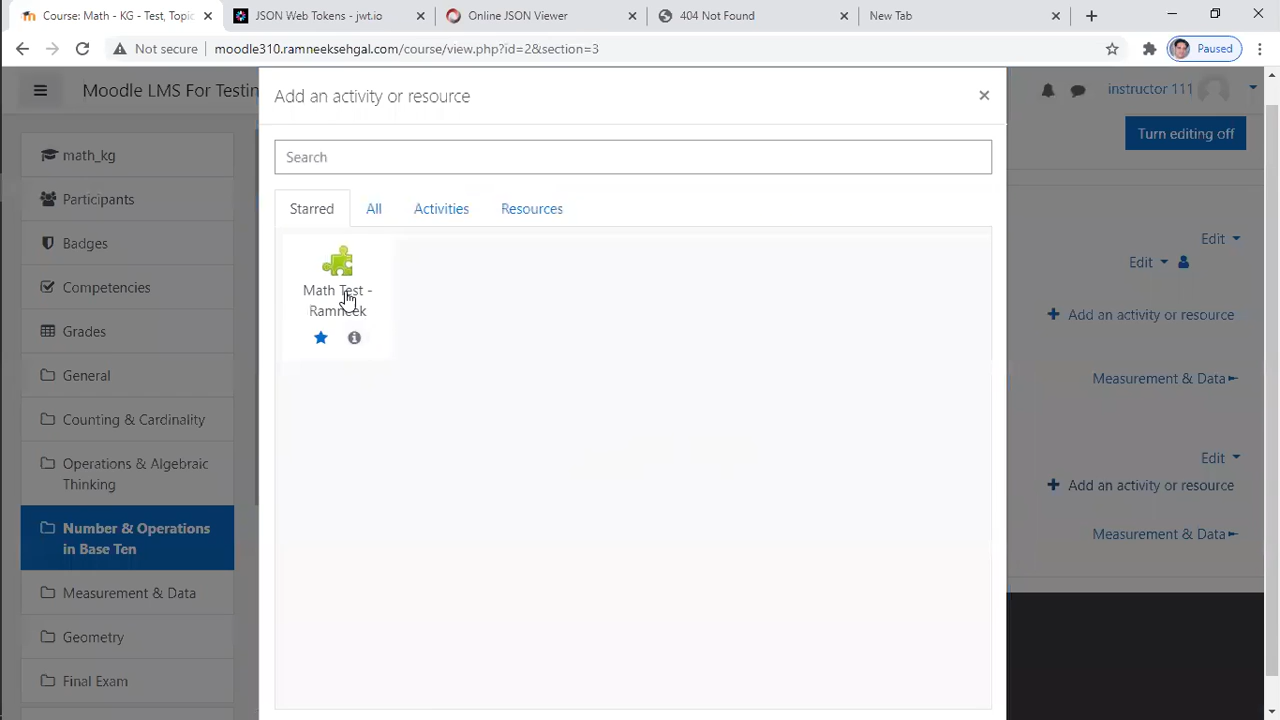 Course: Math - KG - Test, Topic
JSON Web Tokens - jwt.io
Online JSON Viewer
404 Not Found
New Tab
Not secure
moodle310.ramneeksehgal.com/course/view.php?id=2&section=3
Paused
Moodle LMS For Testin
instructor 111
Turn editing off
math_kg
Participants
Badges
Competencies
Grades
General
Counting & Cardinality
Operations & Algebraic
Thinking
Number & Operations
in Base Ten
Measurement & Data
Geometry
Final Exam
Add an activity or resource
Search
Starred
All
Activities
Resources
Math Test -
Ramneek
Edit
Edit
Add an activity or resource
Measurement & Data
Edit
Add an activity or resource
Measurement & Data